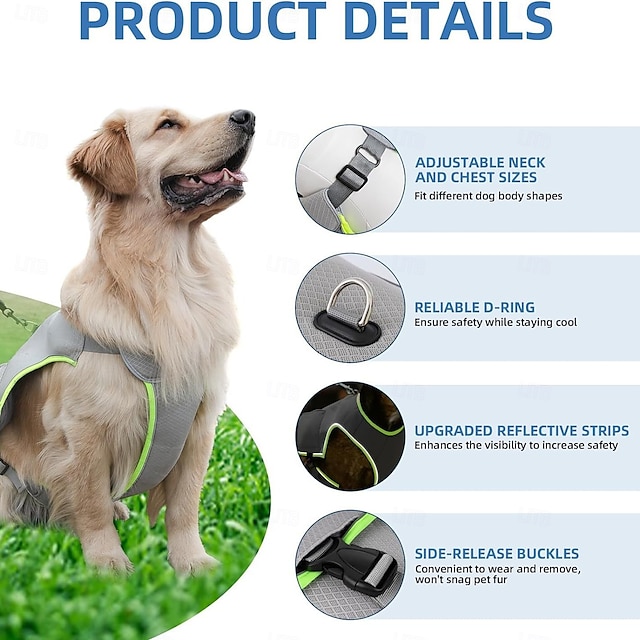 PRODUCT DETAILS
ADJUSTABLE NECK
AND CHEST SIZES
Fit different dog body shapes
RELIABLE D-RING
Ensure safety while staying cool
UPGRADED REFLECTIVE STRIPS
Enhances the visibility to increase safety
SIDE-RELEASE BUCKLES
Convenient to wear and remove,
won't snag pet fur